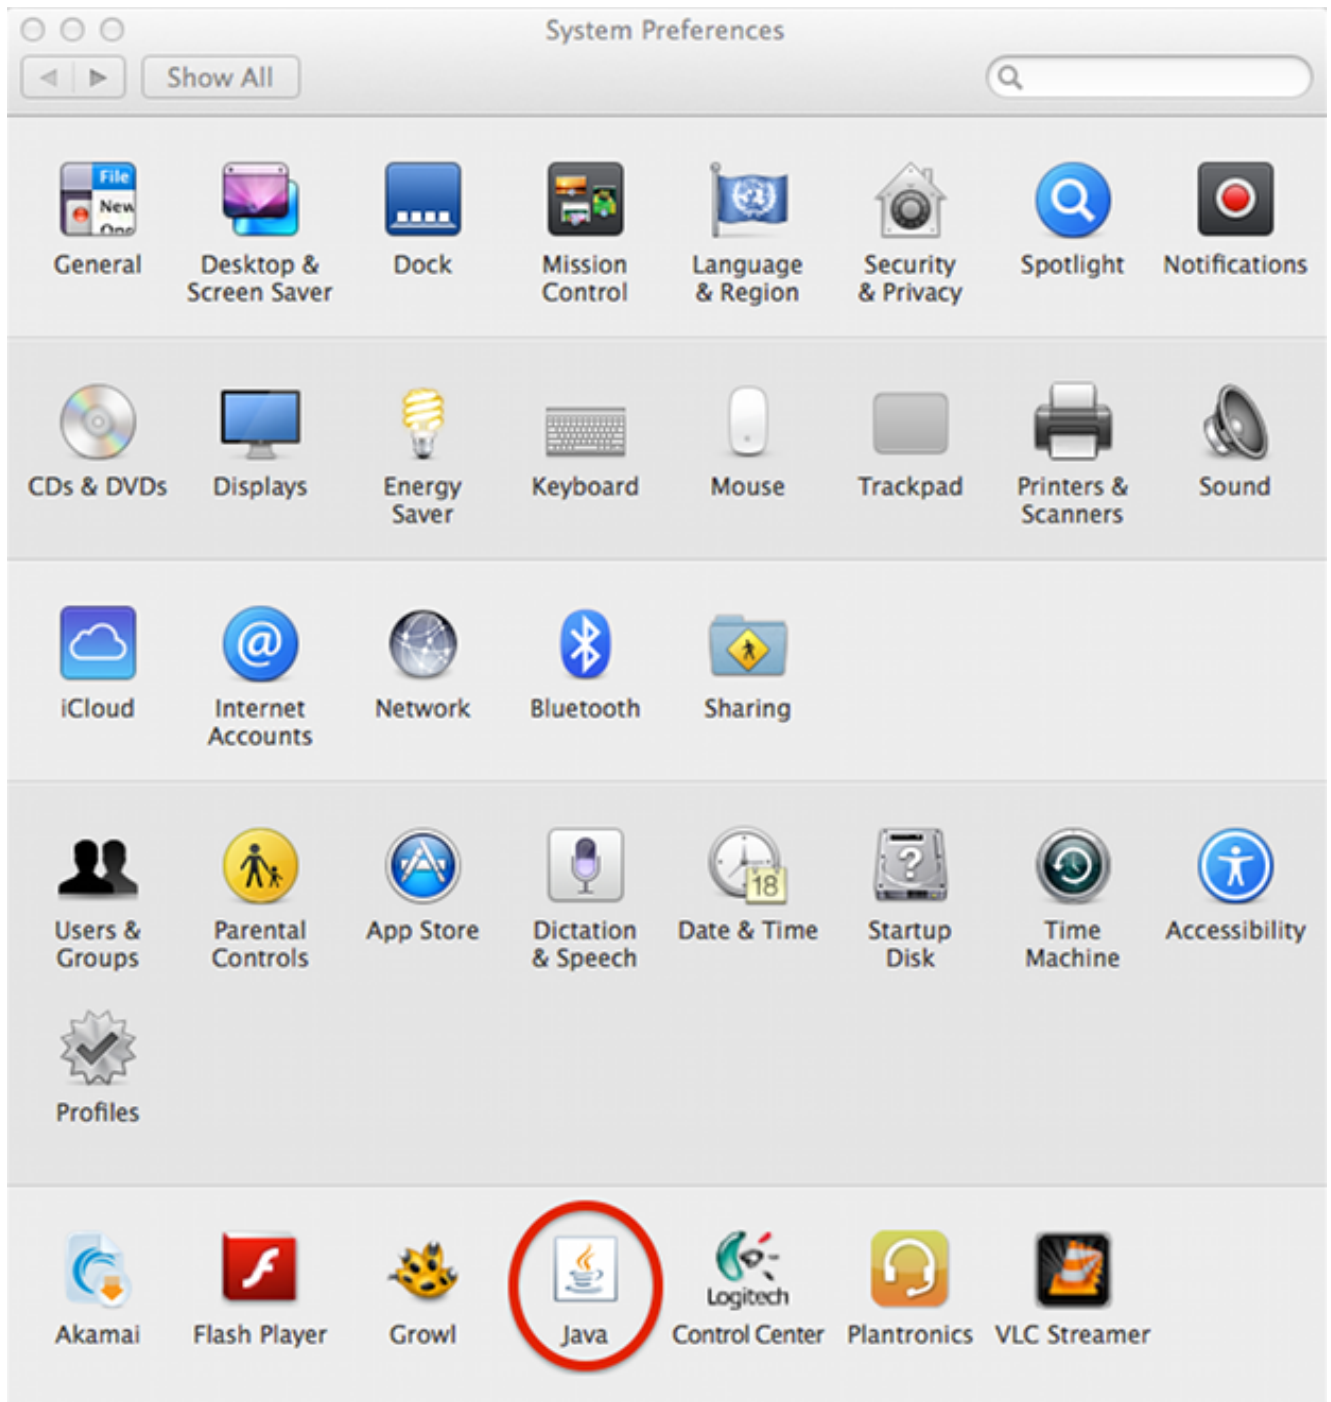 System Preferences
Show All
File
New
One
General
Desktop &
Screen Saver
Dock
Mission
Control
Language
& Region
Security
& Privacy
Spotlight
Notifications
CDs & DVDs
Displays
Energy
Saver
Keyboard
Mouse
Trackpad
Printers &
Scanners
Sound
iCloud
@
Internet
Accounts
Network
Bluetooth
Sharing
Users &
Groups
Parental
Controls
App Store
Dictation
& Speech
18
Date & Time
?
Startup
Disk
Time
Machine
Accessibility
Profiles
Akamai
Flash Player
Growl
Java
Logitech
Control Center
Plantronics
VLC Streamer